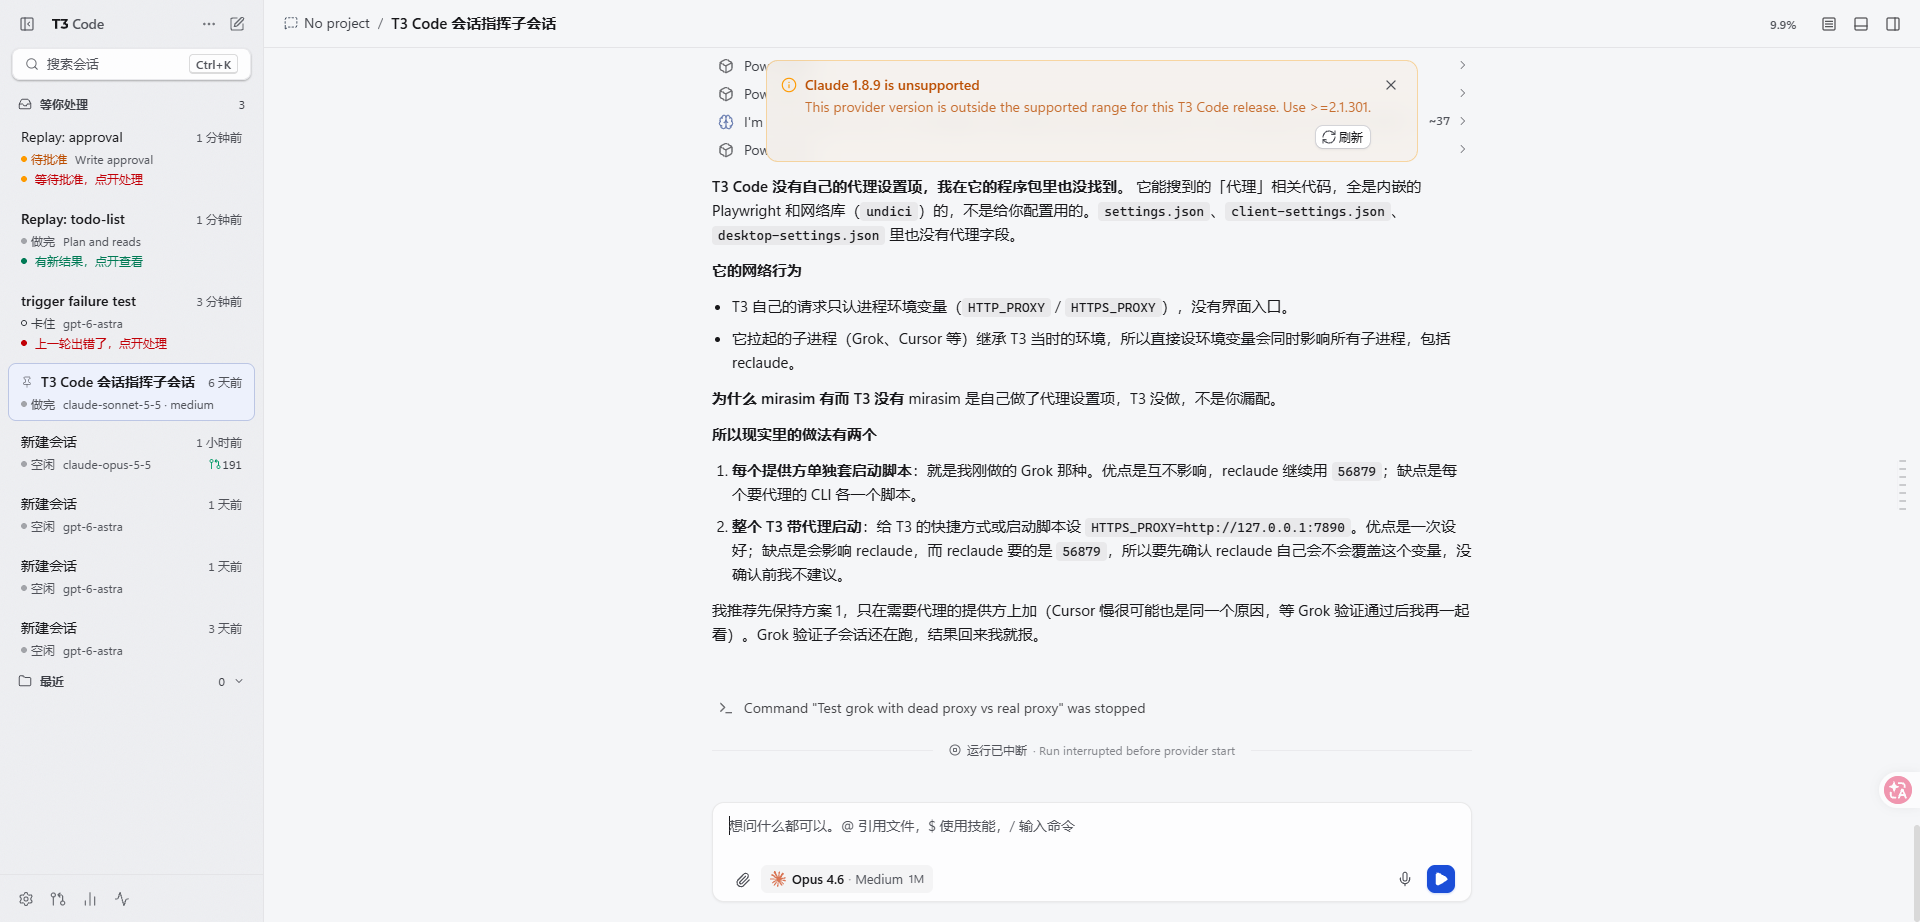 T3 Code
搜索会话 Ctrl+K
等你处理 3
Replay: approval 1 分钟前
待批准 Write approval
等待批准，点开处理
Replay: todo-list 1 分钟前
做完 Plan and reads
有新结果，点开查看
trigger failure test 3 分钟前
卡住 gpt-6-astra
上一轮出错了，点开处理
T3 Code 会话指挥子会话 6 天前
做完 claude-sonnet-5-5 · medium
新建会话 1 小时前
空闲 claude-opus-5-5 191
新建会话 1 天前
空闲 gpt-6-astra
新建会话 1 天前
空闲 gpt-6-astra
新建会话 3 天前
空闲 gpt-6-astra
最近 0
No project / T3 Code 会话指挥子会话
9.9%
Pow
Pow
I'm ~37
Pow
Claude 1.8.9 is unsupported
This provider version is outside the supported range for this T3 Code release. Use >=2.1.301.
刷新
T3 Code 没有自己的代理设置项，我在它的程序包里也没找到。 它能搜到的「代理」相关代码，全是内嵌的
Playwright 和网络库（ undici ）的，不是给你配置用的。 settings.json 、 client-settings.json 、
desktop-settings.json 里也没有代理字段。
它的网络行为
• T3 自己的请求只认进程环境变量（ HTTP_PROXY / HTTPS_PROXY ），没有界面入口。
• 它拉起的子进程（Grok、Cursor 等）继承 T3 当时的环境，所以直接设环境变量会同时影响所有子进程，包括
reclaude。
为什么 mirasim 有而 T3 没有 mirasim 是自己做了代理设置项，T3 没做，不是你漏配。
所以现实里的做法有两个
1. 每个提供方单独套启动脚本：就是我刚做的 Grok 那种。优点是互不影响，reclaude 继续用 56879 ；缺点是每
个要代理的 CLI 各一个脚本。
2. 整个 T3 带代理启动：给 T3 的快捷方式或启动脚本设 HTTPS_PROXY=http://127.0.0.1:7890 。优点是一次设
好；缺点是会影响 reclaude，而 reclaude 要的是 56879 ，所以要先确认 reclaude 自己会不会覆盖这个变量，没
确认前我不建议。
我推荐先保持方案 1，只在需要代理的提供方上加（Cursor 慢很可能也是同一个原因，等 Grok 验证通过后我再一起
看）。Grok 验证子会话还在跑，结果回来我就报。
Command "Test grok with dead proxy vs real proxy" was stopped
运行已中断 · Run interrupted before provider start
想问什么都可以。@ 引用文件，$ 使用技能，/ 输入命令
Opus 4.6 · Medium 1M